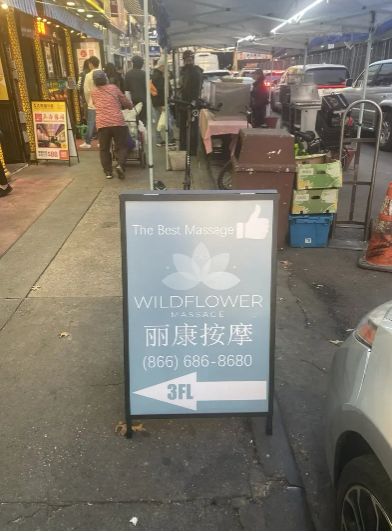 The Best Massage
WILDFLOWER
MASSAGE
丽康按摩
(866) 686-8680
3FL